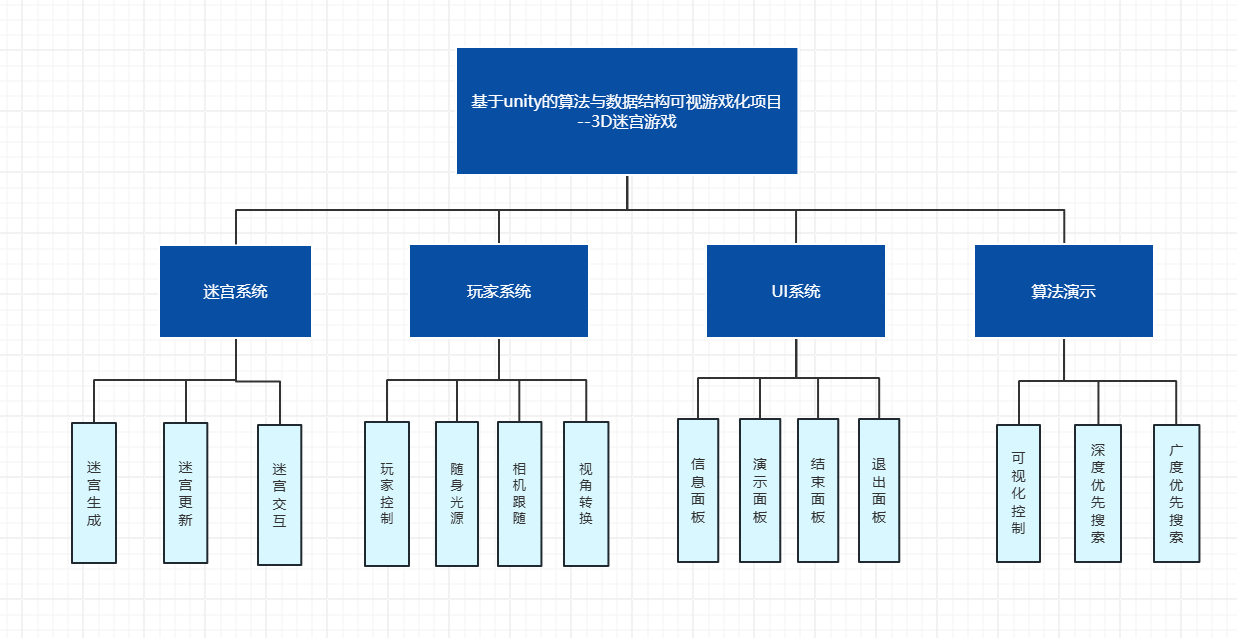 基于unity的算法与数据结构可视游戏化项目
--3D迷宫游戏
迷宫系统
玩家系统
UI系统
算法演示
迷宫生成
迷宫更新
迷宫交互
玩家控制
随身光源
相机跟随
视角转换
信息面板
演示面板
结束面板
退出面板
可视化控制
深度优先搜索
广度优先搜索